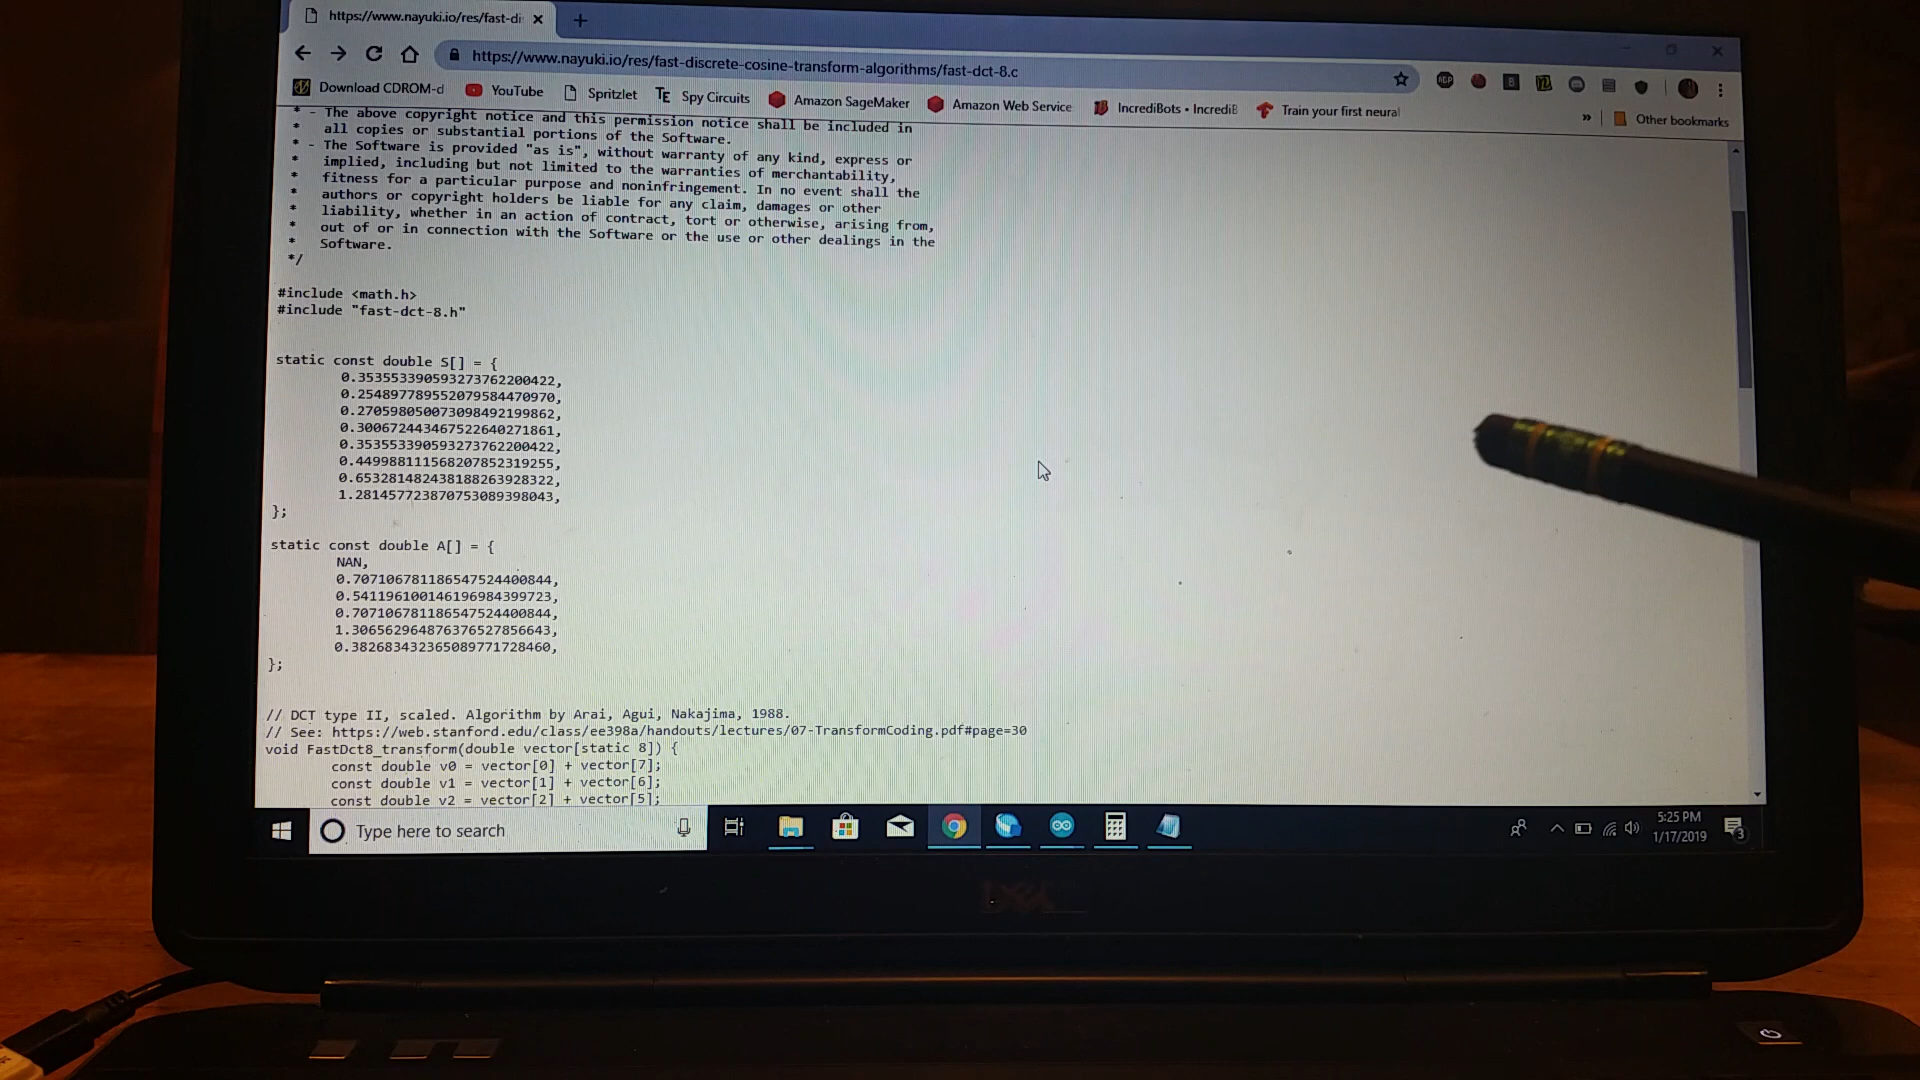 https://www.nayuki.io/res/fast-di
https://www.nayuki.io/res/fast-discrete-cosine-transform-algorithms/fast-dct-8.c
Download CDROM-d YouTube Spritzlet TE Spy Circuits Amazon SageMaker Amazon Web Service IncrediBots • IncrediB Train your first neural » Other bookmarks
* - The above copyright notice and this permission notice shall be included in
* all copies or substantial portions of the Software.
* - The Software is provided "as is", without warranty of any kind, express or
* implied, including but not limited to the warranties of merchantability,
* fitness for a particular purpose and noninfringement. In no event shall the
* authors or copyright holders be liable for any claim, damages or other
* liability, whether in an action of contract, tort or otherwise, arising from,
* out of or in connection with the Software or the use or other dealings in the
* Software.
*/
#include <math.h>
#include "fast-dct-8.h"
static const double S[] = {
0.353553390593273762200422,
0.254897789552079584470970,
0.270598050073098492199862,
0.300672443467522640271861,
0.353553390593273762200422,
0.449988111568207852319255,
0.653281482438188263928322,
1.281457723870753089398043,
};
static const double A[] = {
NAN,
0.707106781186547524400844,
0.541196100146196984399723,
0.707106781186547524400844,
1.306562964876376527856643,
0.382683432365089771728460,
};
// DCT type II, scaled. Algorithm by Arai, Agui, Nakajima, 1988.
// See: https://web.stanford.edu/class/ee398a/handouts/lectures/07-TransformCoding.pdf#page=30
void FastDct8_transform(double vector[static 8]) {
const double v0 = vector[0] + vector[7];
const double v1 = vector[1] + vector[6];
const double v2 = vector[2] + vector[5];
Type here to search
5:25 PM
1/17/2019
3
DELL